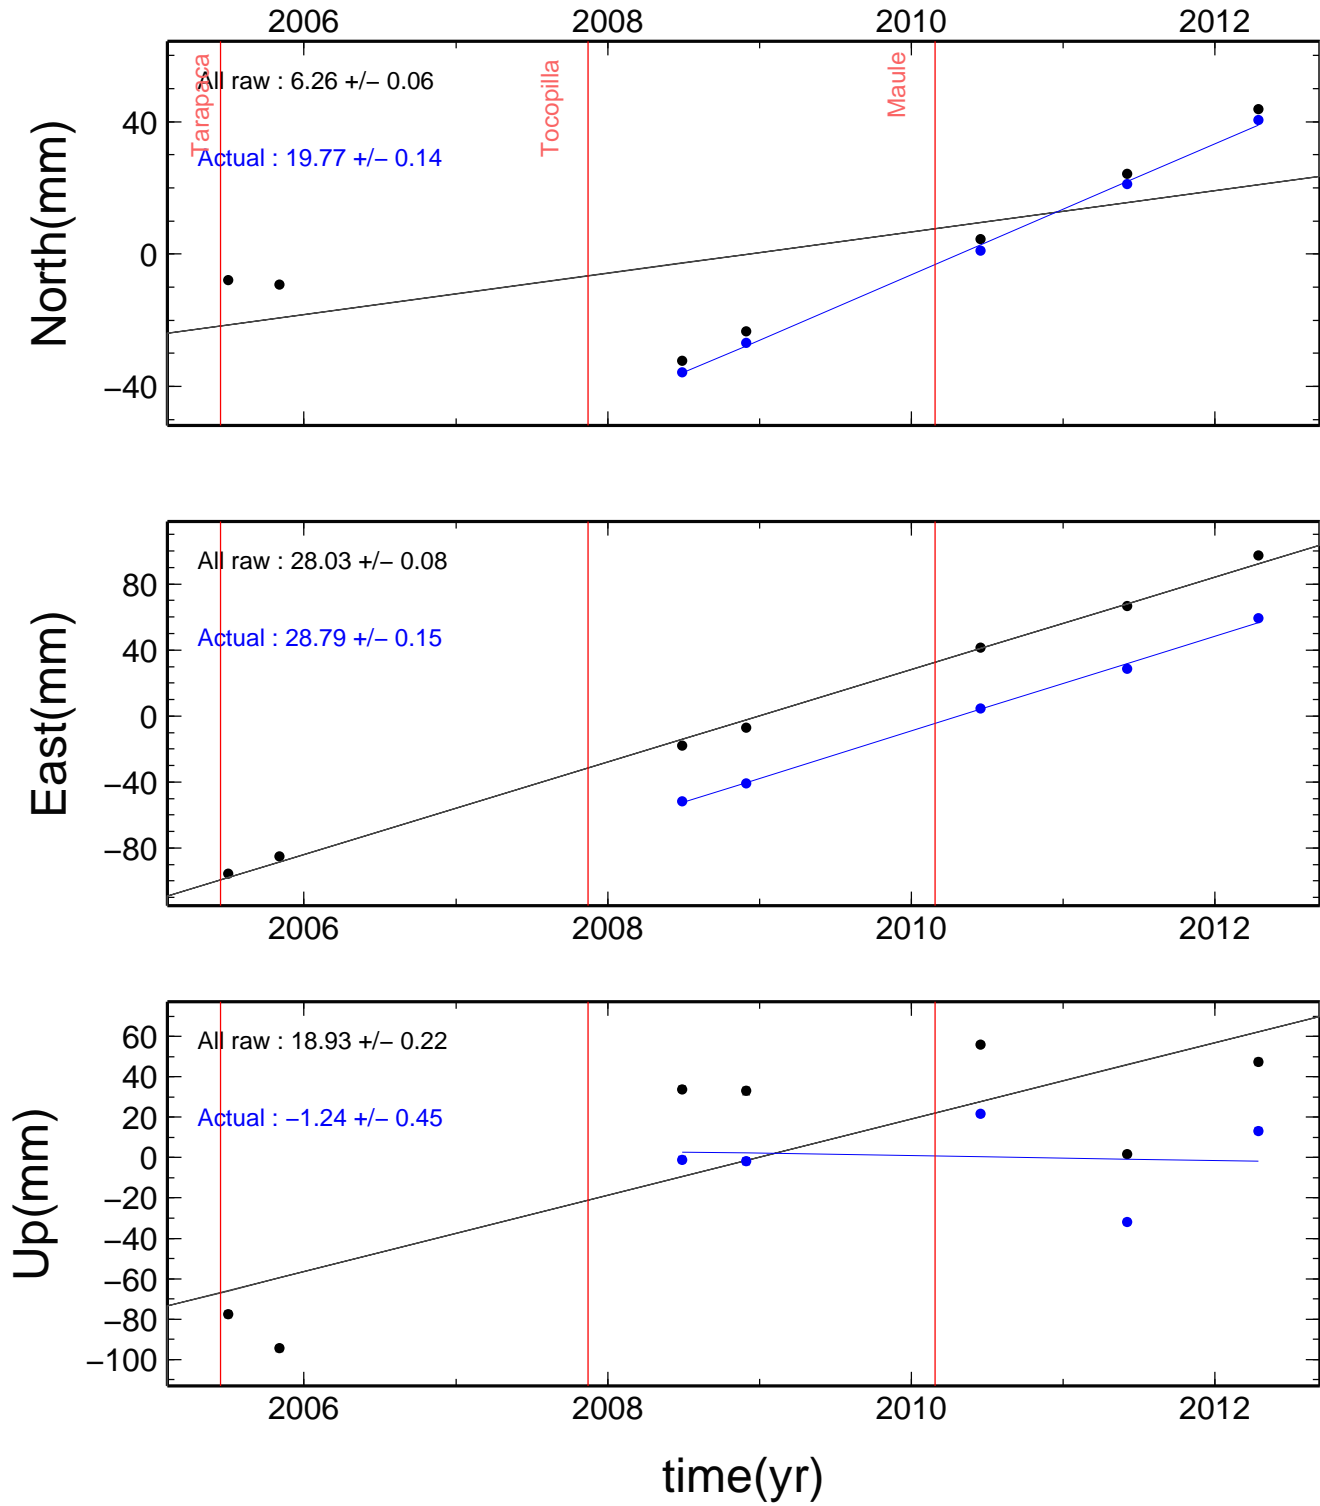 2006 2008 2010 2012
Tarapaca
Tocopilla
Maule
All raw : 6.26 +/− 0.06
Actual : 19.77 +/− 0.14
North(mm)
40
0
−40
All raw : 28.03 +/− 0.08
Actual : 28.79 +/− 0.15
East(mm)
80
40
0
−40
−80
2006 2008 2010 2012
All raw : 18.93 +/− 0.22
Actual : −1.24 +/− 0.45
Up(mm)
60
40
20
0
−20
−40
−60
−80
−100
2006 2008 2010 2012
time(yr)